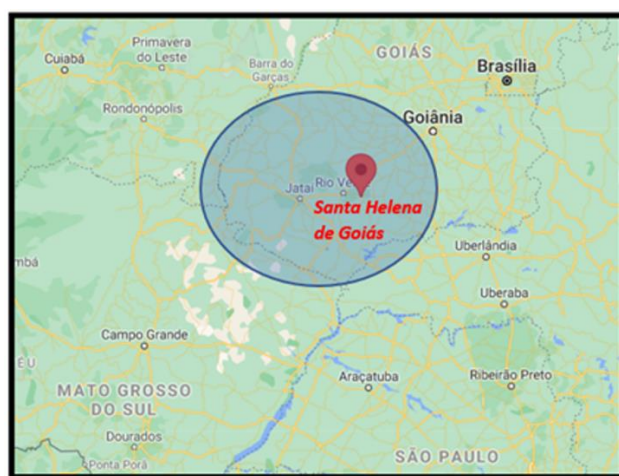 GOIÁS
Primavera
do Leste
Cuiabá
Barra do
Garças
Brasília
Rondonópolis
Goiânia
Jataí
Rio Ve
Santa Helena
de Goiás
Uberlândia
mbá
Uberaba
Campo Grande
ÉU
MATO GROSSO
DO SUL
Araçatuba
Ribeirão Preto
Dourados
Ponta Porã
SÃO PAULO